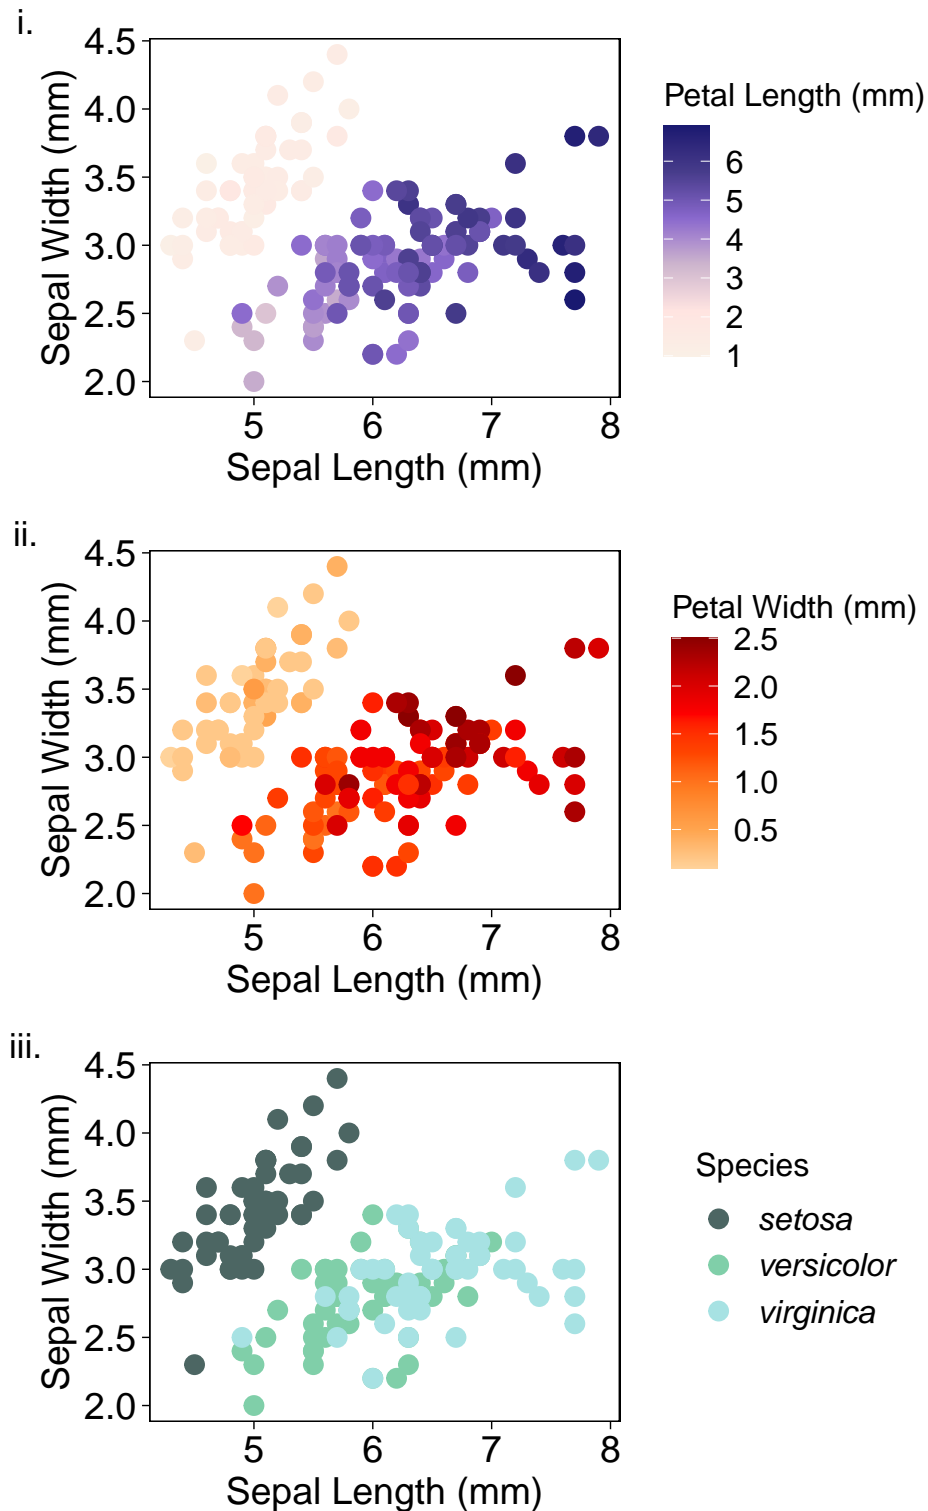 i.
4.5
4.0
3.5
3.0
2.5
2.0
Sepal Width (mm)
5 6 7 8
Sepal Length (mm)
Petal Length (mm)
6
5
4
3
2
1
ii.
4.5
4.0
3.5
3.0
2.5
2.0
Sepal Width (mm)
5 6 7 8
Sepal Length (mm)
Petal Width (mm)
2.5
2.0
1.5
1.0
0.5
iii.
4.5
4.0
3.5
3.0
2.5
2.0
Sepal Width (mm)
5 6 7 8
Sepal Length (mm)
Species
setosa
versicolor
virginica